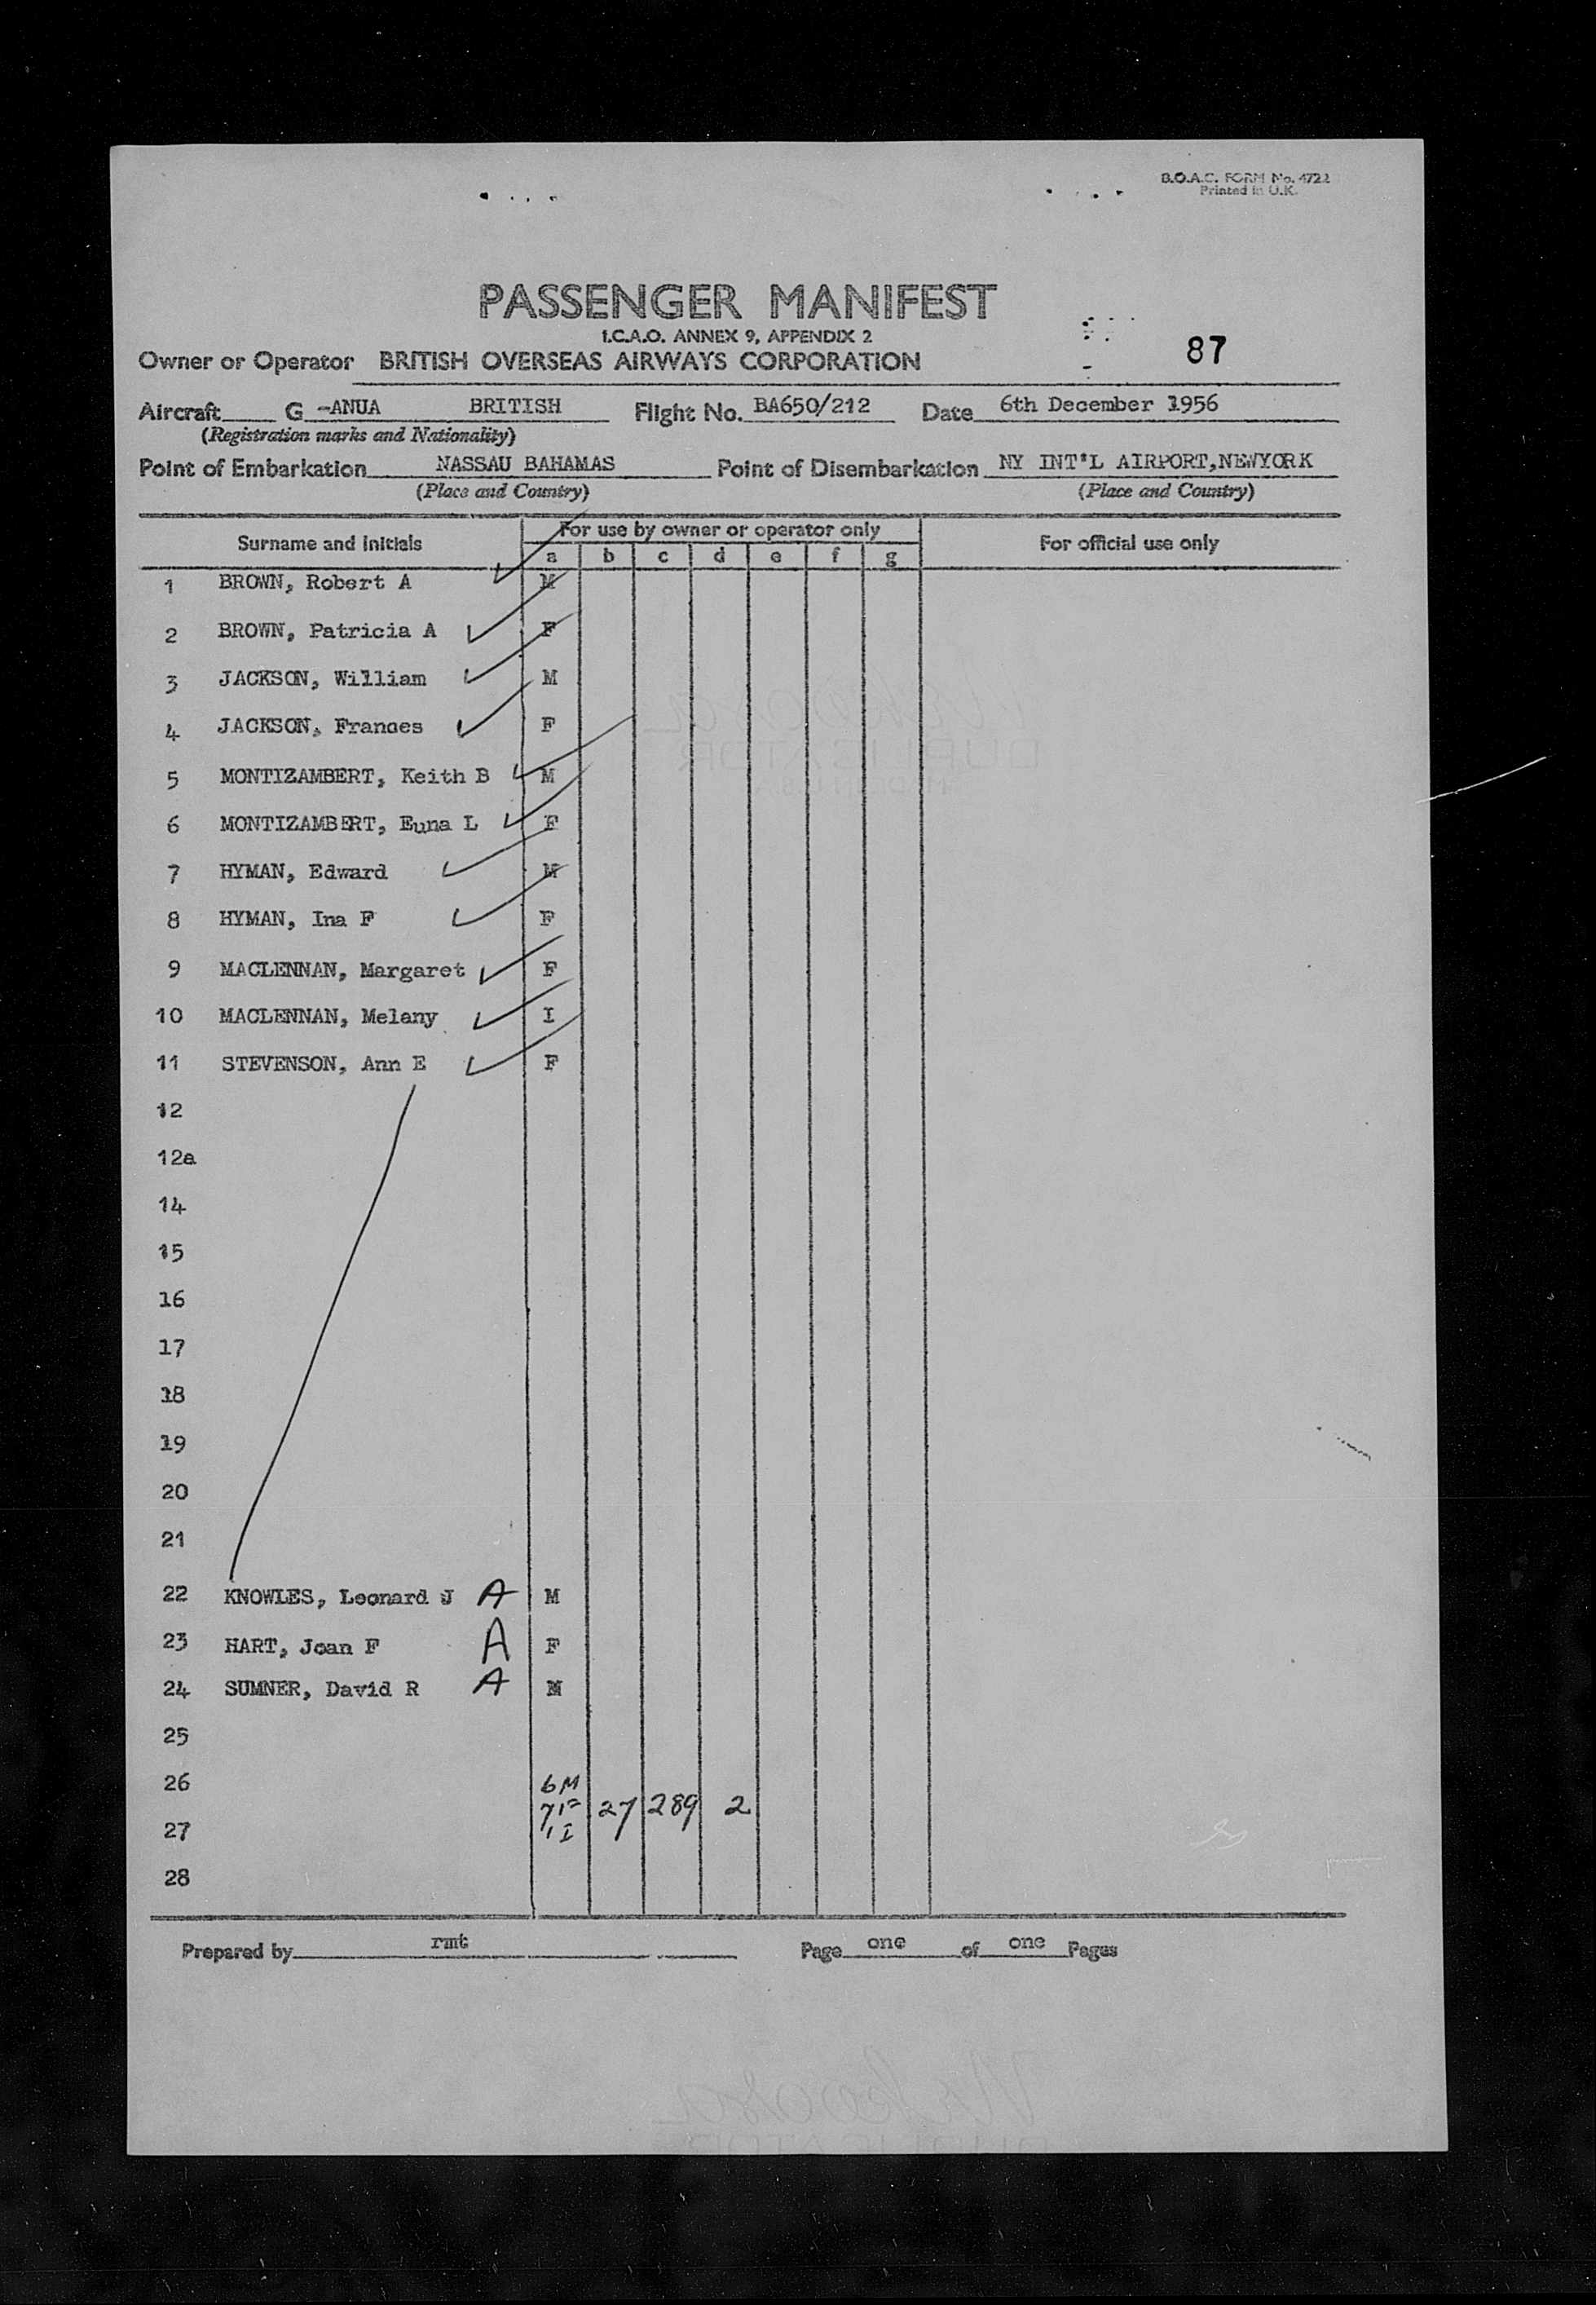 B.O.A.C. FORM No. 4722
Printed in U.K.
PASSENGER MANIFEST
I.C.A.O. ANNEX 9, APPENDIX 2
87
Owner or Operator BRITISH OVERSEAS AIRWAYS CORPORATION
Aircraft G -ANUA BRITISH Flight No. BA650/212 Date 6th December 1956
(Registration marks and Nationality)
Point of Embarkation NASSAU BAHAMAS Point of Disembarkation NY INT'L AIRPORT,NEWYORK
(Place and Country) (Place and Country)
Surname and Initials For use by owner or operator only For official use only
a b c d e f g
1 BROWN, Robert A M
2 BROWN, Patricia A F
3 JACKSON, William M
4 JACKSON, Frances F
5 MONTIZAMBERT, Keith B M
6 MONTIZAMBERT, Euna L F
7 HYMAN, Edward M
8 HYMAN, Ina F F
9 MACLENNAN, Margaret F
10 MACLENNAN, Melany I
11 STEVENSON, Ann E F
12
12a
14
15
16
17
18
19
20
21
22 KNOWLES, Leonard J A M
23 HART, Joan F A F
24 SUMNER, David R A M
25
26 6M
7F 27 289 2
27 1 I
28
Prepared by rmt Page one of one Pages